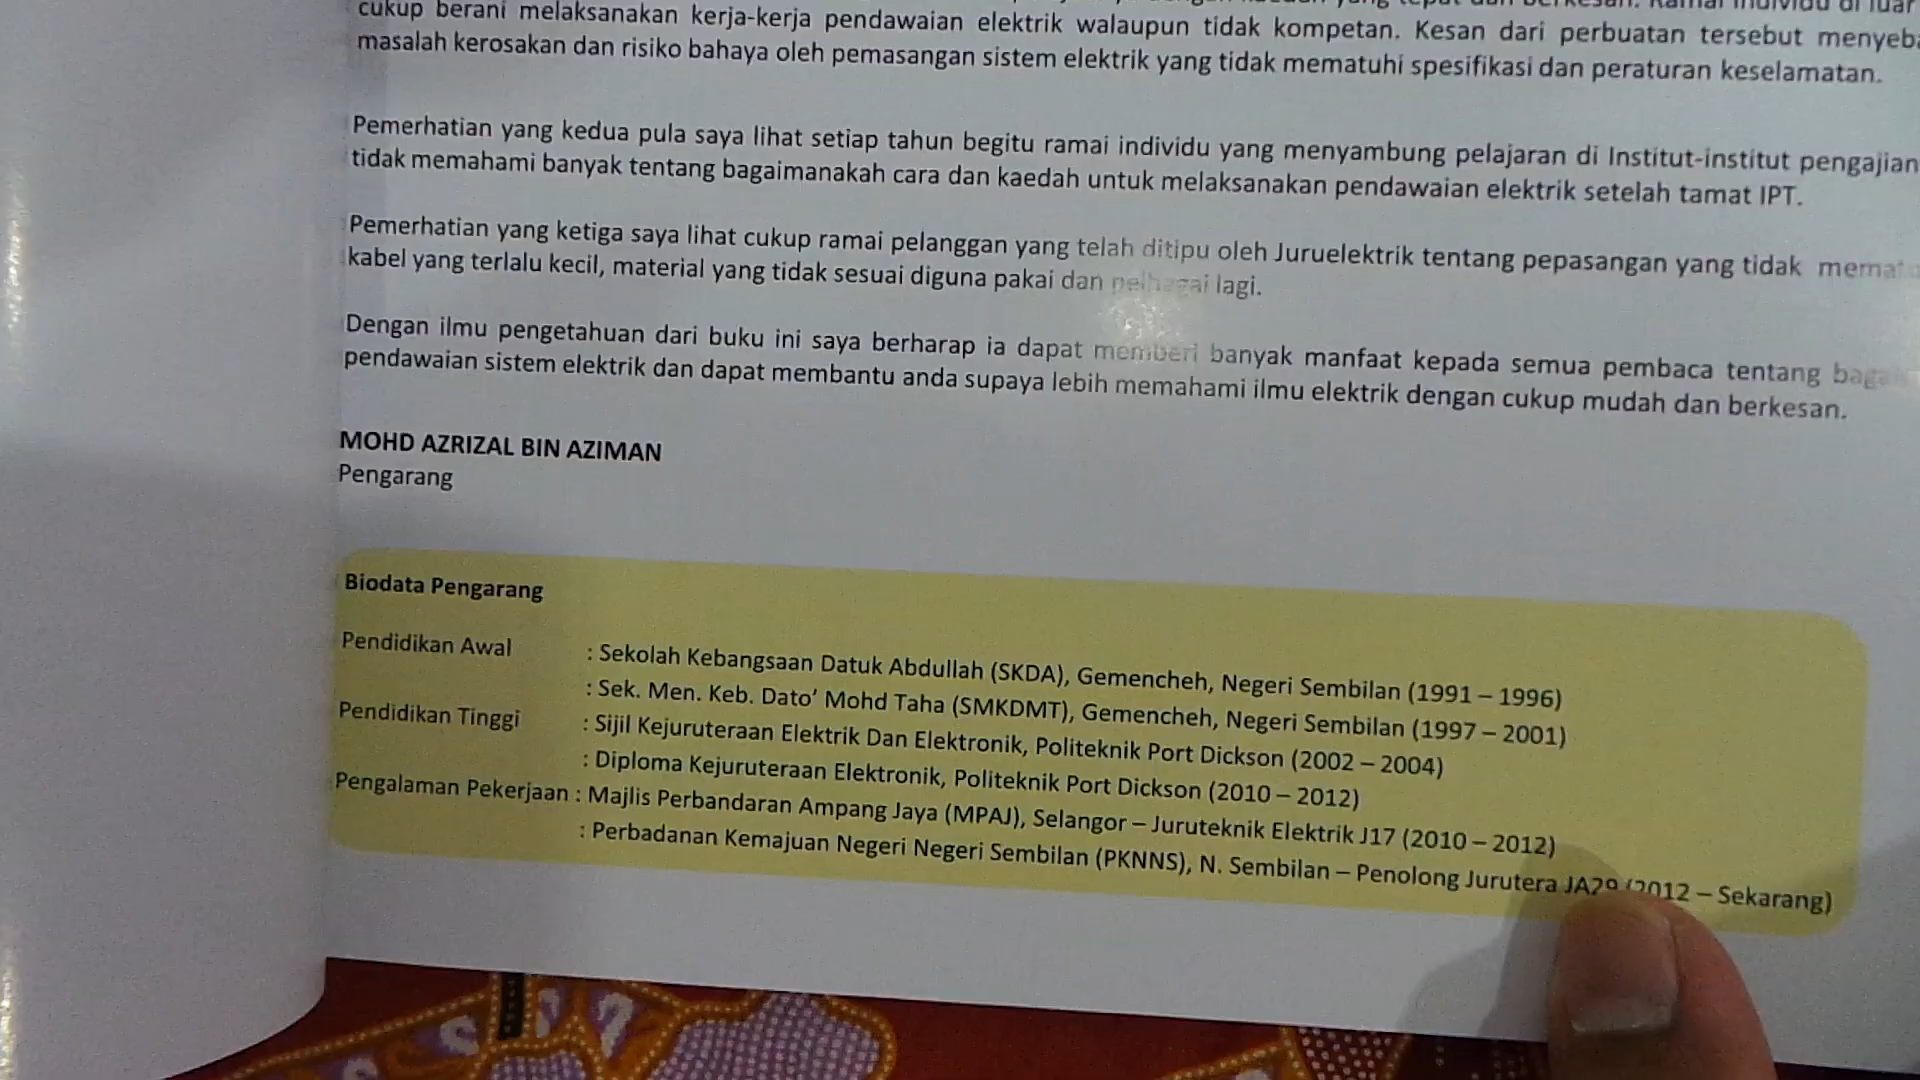 cukup berani melaksanakan kerja-kerja pendawaian elektrik walaupun tidak kompetan. Kesan dari perbuatan tersebut menyeb
masalah kerosakan dan risiko bahaya oleh pemasangan sistem elektrik yang tidak mematuhi spesifikasi dan peraturan keselamatan.
Pemerhatian yang kedua pula saya lihat setiap tahun begitu ramai individu yang menyambung pelajaran di Institut-institut pengajian
tidak memahami banyak tentang bagaimanakah cara dan kaedah untuk melaksanakan pendawaian elektrik setelah tamat IPT.
Pemerhatian yang ketiga saya lihat cukup ramai pelanggan yang telah ditipu oleh Juruelektrik tentang pepasangan yang tidak memat
kabel yang terlalu kecil, material yang tidak sesuai diguna pakai dan pelbagai lagi.
Dengan ilmu pengetahuan dari buku ini saya berharap ia dapat memberi banyak manfaat kepada semua pembaca tentang baga
pendawaian sistem elektrik dan dapat membantu anda supaya lebih memahami ilmu elektrik dengan cukup mudah dan berkesan.
MOHD AZRIZAL BIN AZIMAN
Pengarang
Biodata Pengarang
Pendidikan Awal : Sekolah Kebangsaan Datuk Abdullah (SKDA), Gemencheh, Negeri Sembilan (1991 – 1996)
: Sek. Men. Keb. Dato’ Mohd Taha (SMKDMT), Gemencheh, Negeri Sembilan (1997 – 2001)
Pendidikan Tinggi : Sijil Kejuruteraan Elektrik Dan Elektronik, Politeknik Port Dickson (2002 – 2004)
: Diploma Kejuruteraan Elektronik, Politeknik Port Dickson (2010 – 2012)
Pengalaman Pekerjaan : Majlis Perbandaran Ampang Jaya (MPAJ), Selangor – Juruteknik Elektrik J17 (2010 – 2012)
: Perbadanan Kemajuan Negeri Negeri Sembilan (PKNNS), N. Sembilan – Penolong Jurutera JA29 (2012 – Sekarang)